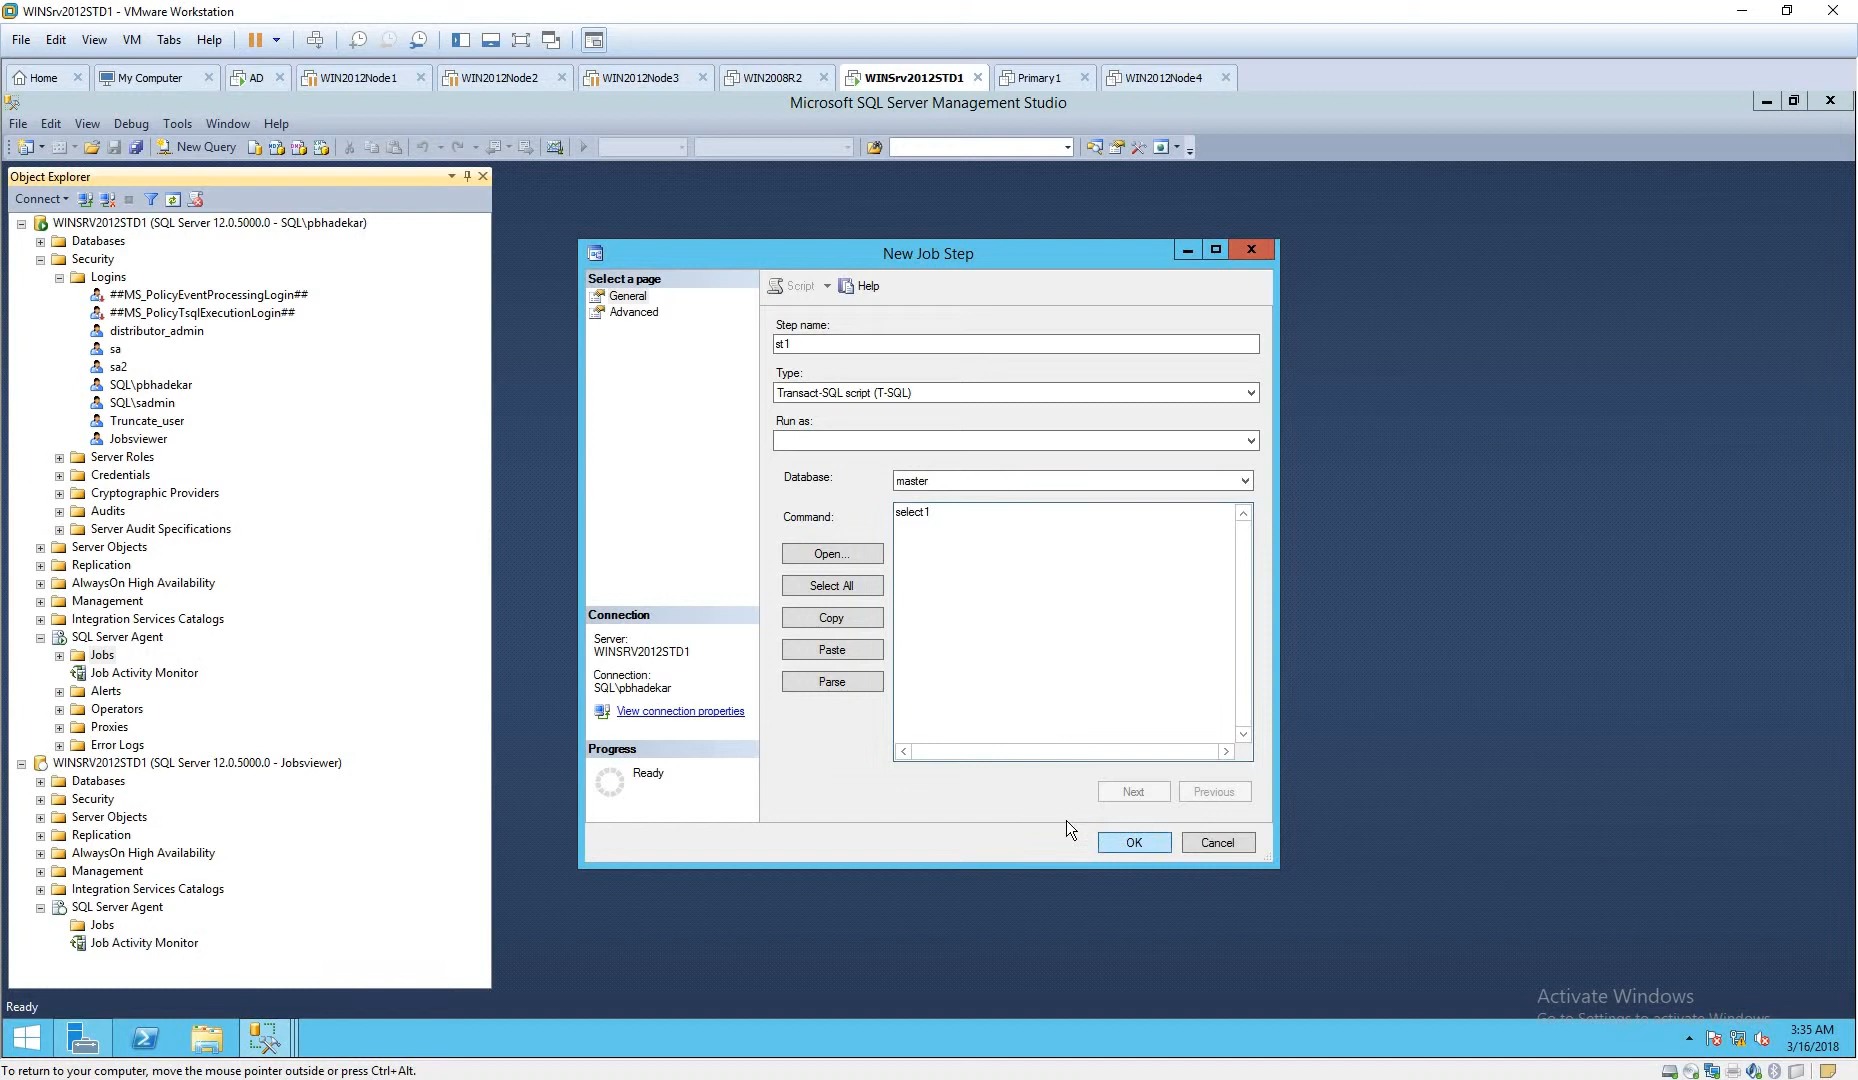 WINSrv2012STD1 - VMware Workstation
File Edit View VM Tabs Help
Home My Computer AD WIN2012Node1 WIN2012Node2 WIN2012Node3 WIN2008R2 WINSrv2012STD1 Primary1 WIN2012Node4
Microsoft SQL Server Management Studio
File Edit View Debug Tools Window Help
New Query
Object Explorer
Connect
WINSRV2012STD1 (SQL Server 12.0.5000.0 - SQL\pbhadekar)
Databases
Security
Logins
##MS_PolicyEventProcessingLogin##
##MS_PolicyTsqlExecutionLogin##
distributor_admin
sa
sa2
SQL\pbhadekar
SQL\sadmin
Truncate_user
Jobsviewer
Server Roles
Credentials
Cryptographic Providers
Audits
Server Audit Specifications
Server Objects
Replication
AlwaysOn High Availability
Management
Integration Services Catalogs
SQL Server Agent
Jobs
Job Activity Monitor
Alerts
Operators
Proxies
Error Logs
WINSRV2012STD1 (SQL Server 12.0.5000.0 - Jobsviewer)
Databases
Security
Server Objects
Replication
AlwaysOn High Availability
Management
Integration Services Catalogs
SQL Server Agent
Jobs
Job Activity Monitor
New Job Step
Select a page
General
Advanced
Connection
Server:
WINSRV2012STD1
Connection:
SQL\pbhadekar
View connection properties
Progress
Ready
Script Help
Step name:
st1
Type:
Transact-SQL script (T-SQL)
Run as:
Database: master
Command: select1
Open...
Select All
Copy
Paste
Parse
Next Previous
OK Cancel
Activate Windows
Go to Settings to activate Windows.
Ready
3:35 AM
3/16/2018
To return to your computer, move the mouse pointer outside or press Ctrl+Alt.